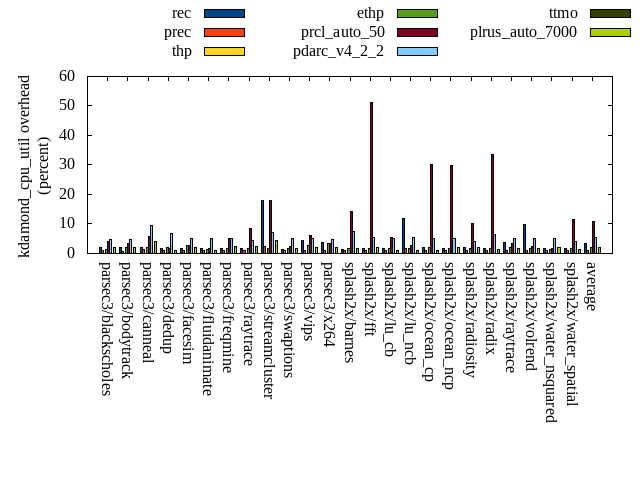 rec
prec
thp
ethp
prcl_auto_50
pdarc_v4_2_2
ttmo
plrus_auto_7000
kdamond_cpu_util overhead
(percent)
60
50
40
30
20
10
0
parsec3/blackscholes
parsec3/bodytrack
parsec3/canneal
parsec3/dedup
parsec3/facesim
parsec3/fluidanimate
parsec3/freqmine
parsec3/raytrace
parsec3/streamcluster
parsec3/swaptions
parsec3/vips
parsec3/x264
splash2x/barnes
splash2x/fft
splash2x/lu_cb
splash2x/lu_ncb
splash2x/ocean_cp
splash2x/ocean_ncp
splash2x/radiosity
splash2x/radix
splash2x/raytrace
splash2x/volrend
splash2x/water_nsquared
splash2x/water_spatial
average